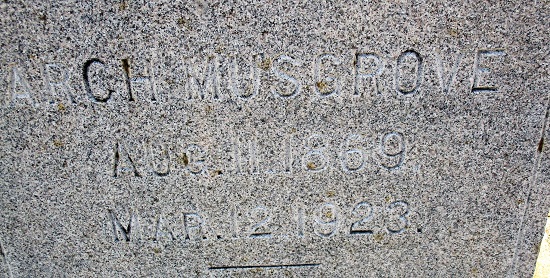 ARCH MUSGROVE
AUG. 11, 1869,
MAR. 12, 1923.